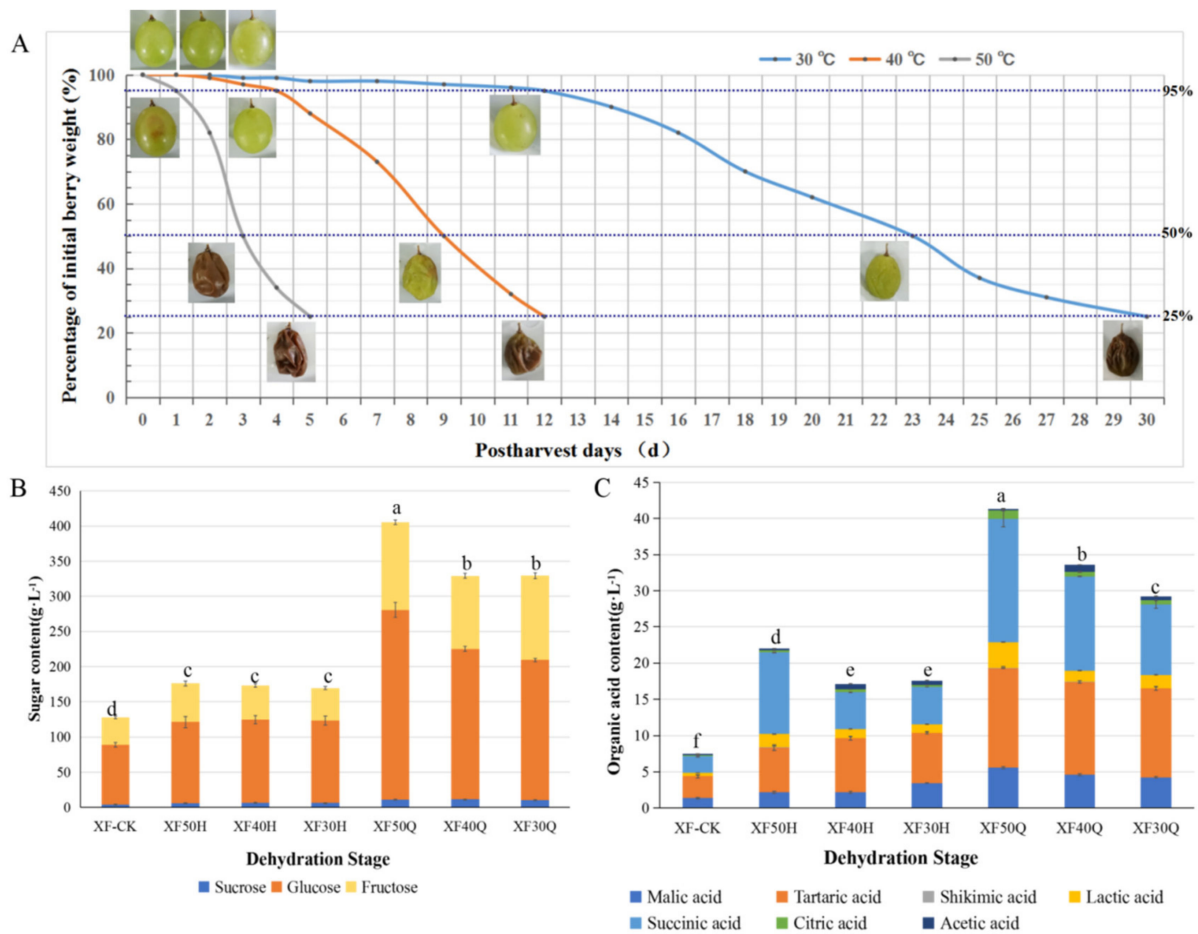 A
30 ℃ 40 ℃ 50 ℃
Percentage of initial berry weight (%)
100
80
60
40
20
0
95%
50%
25%
0 1 2 3 4 5 7 9 10 11 12 13 14 15 16 17 18 19 20 21 22 23 24 25 26 27 29 30
Postharvest days （d）
B
Sugar content(g·L-1)
450
400
350
300
250
200
150
100
50
0
d c c c a b b
XF-CK XF50H XF40H XF30H XF50Q XF40Q XF30Q
Dehydration Stage
Sucrose Glucose Fructose
C
Organic acid content(g·L-1)
45
40
35
30
25
20
15
10
5
0
f d e e a b c
XF-CK XF50H XF40H XF30H XF50Q XF40Q XF30Q
Dehydration Stage
Malic acid Tartaric acid Shikimic acid Lactic acid
Succinic acid Citric acid Acetic acid